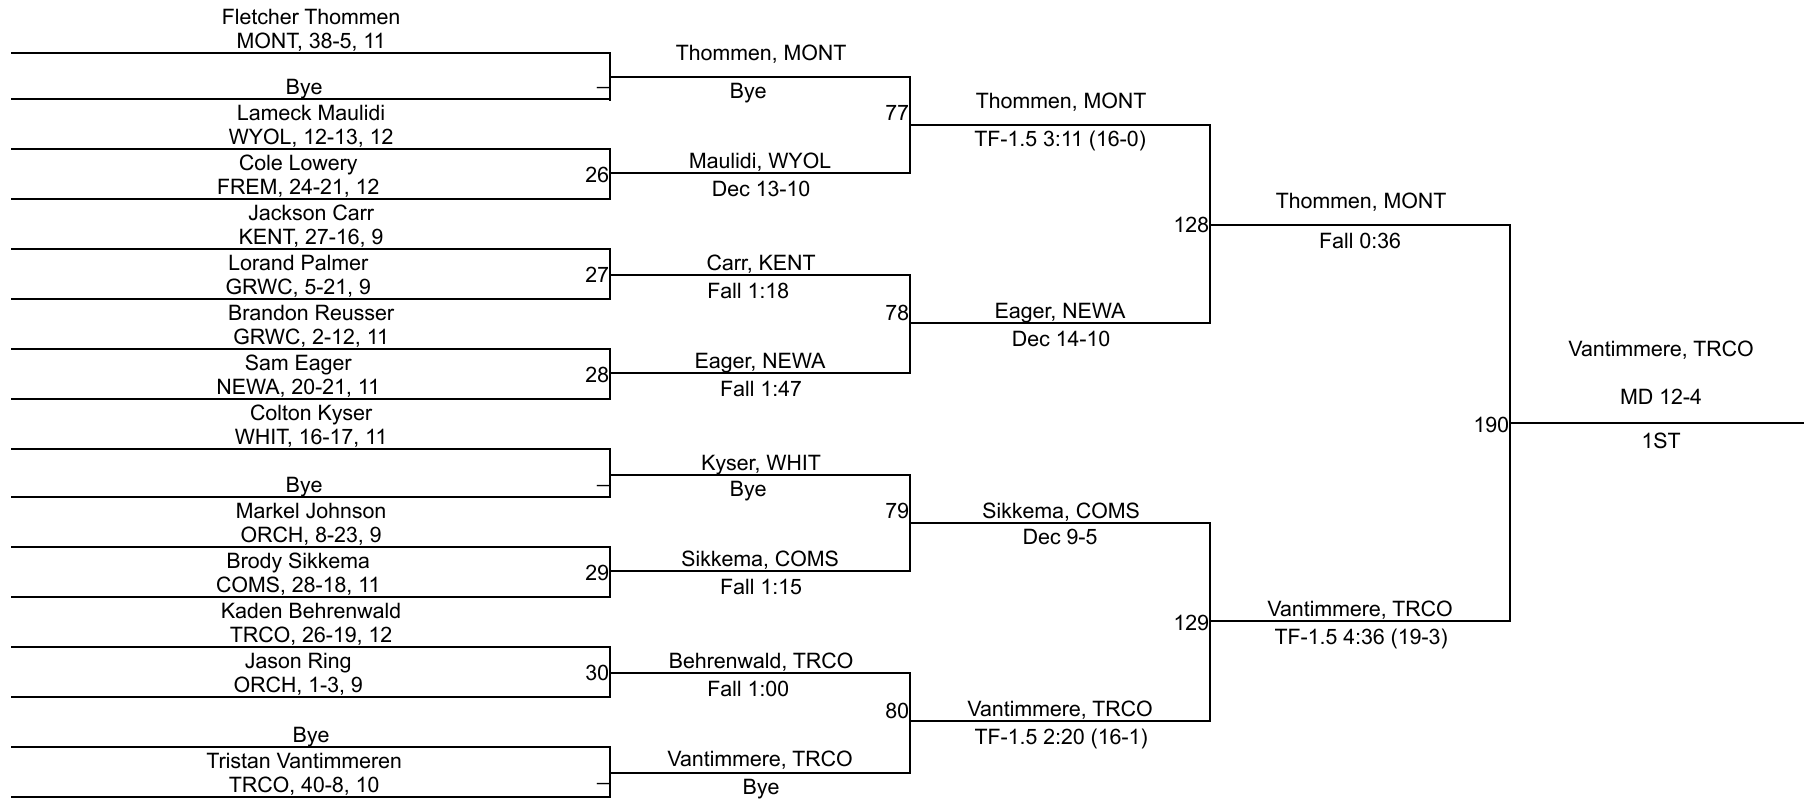 Fletcher Thommen
MONT, 38-5, 11
Bye
Lameck Maulidi
WYOL, 12-13, 12
Cole Lowery
FREM, 24-21, 12
Jackson Carr
KENT, 27-16, 9
Lorand Palmer
GRWC, 5-21, 9
Brandon Reusser
GRWC, 2-12, 11
Sam Eager
NEWA, 20-21, 11
Colton Kyser
WHIT, 16-17, 11
Bye
Markel Johnson
ORCH, 8-23, 9
Brody Sikkema
COMS, 28-18, 11
Kaden Behrenwald
TRCO, 26-19, 12
Jason Ring
ORCH, 1-3, 9
Bye
Tristan Vantimmeren
TRCO, 40-8, 10
26
27
28
29
30
Thommen, MONT
Bye
Maulidi, WYOL
Dec 13-10
Carr, KENT
Fall 1:18
Eager, NEWA
Fall 1:47
Kyser, WHIT
Bye
Sikkema, COMS
Fall 1:15
Behrenwald, TRCO
Fall 1:00
Vantimmere, TRCO
Bye
77
78
79
80
Thommen, MONT
TF-1.5 3:11 (16-0)
Eager, NEWA
Dec 14-10
Sikkema, COMS
Dec 9-5
Vantimmere, TRCO
TF-1.5 2:20 (16-1)
128
129
Thommen, MONT
Fall 0:36
Vantimmere, TRCO
TF-1.5 4:36 (19-3)
190
Vantimmere, TRCO
MD 12-4
1ST